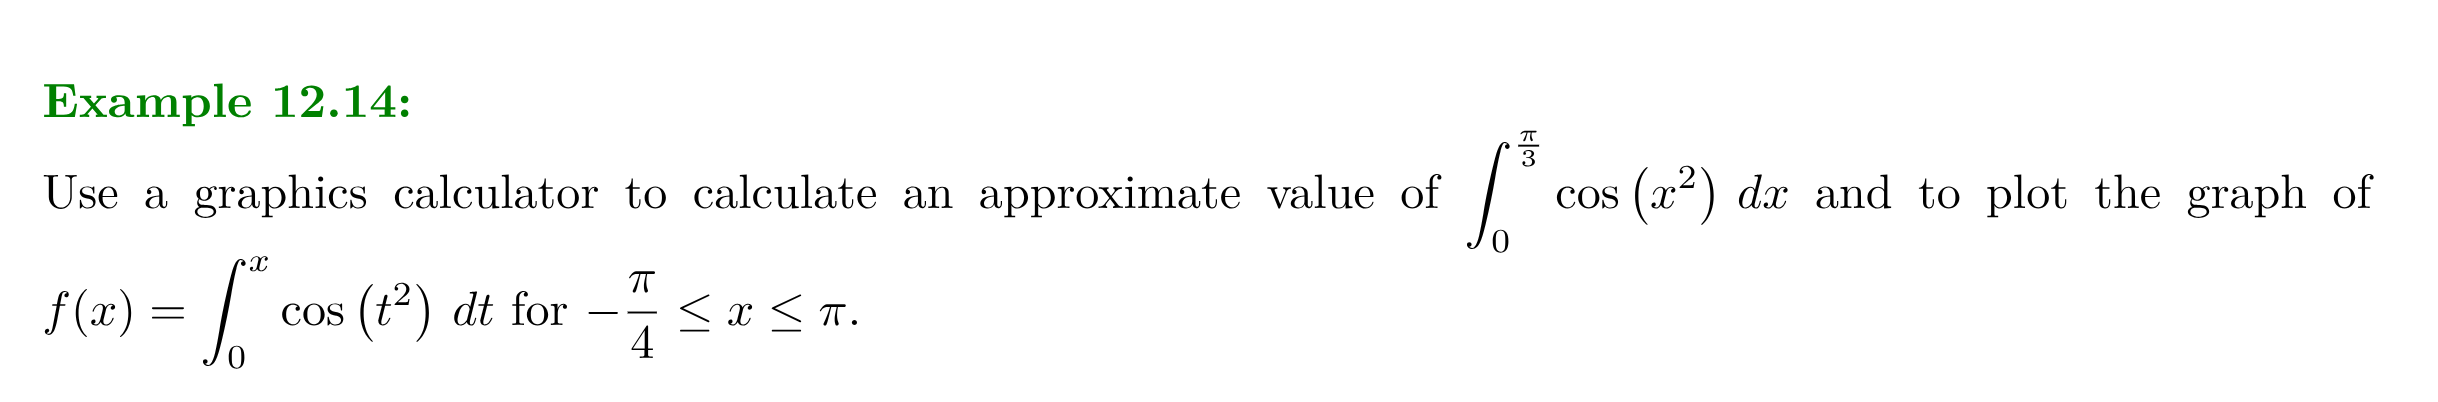 Example 12.14:
Use a graphics calculator to calculate an approximate value of $\int_0^{\frac{\pi}{3}} \cos\left(x^2\right)\,dx$ and to plot the graph of
$f(x) = \int_0^x \cos\left(t^2\right)\,dt$ for $-\frac{\pi}{4} \leq x \leq \pi$.